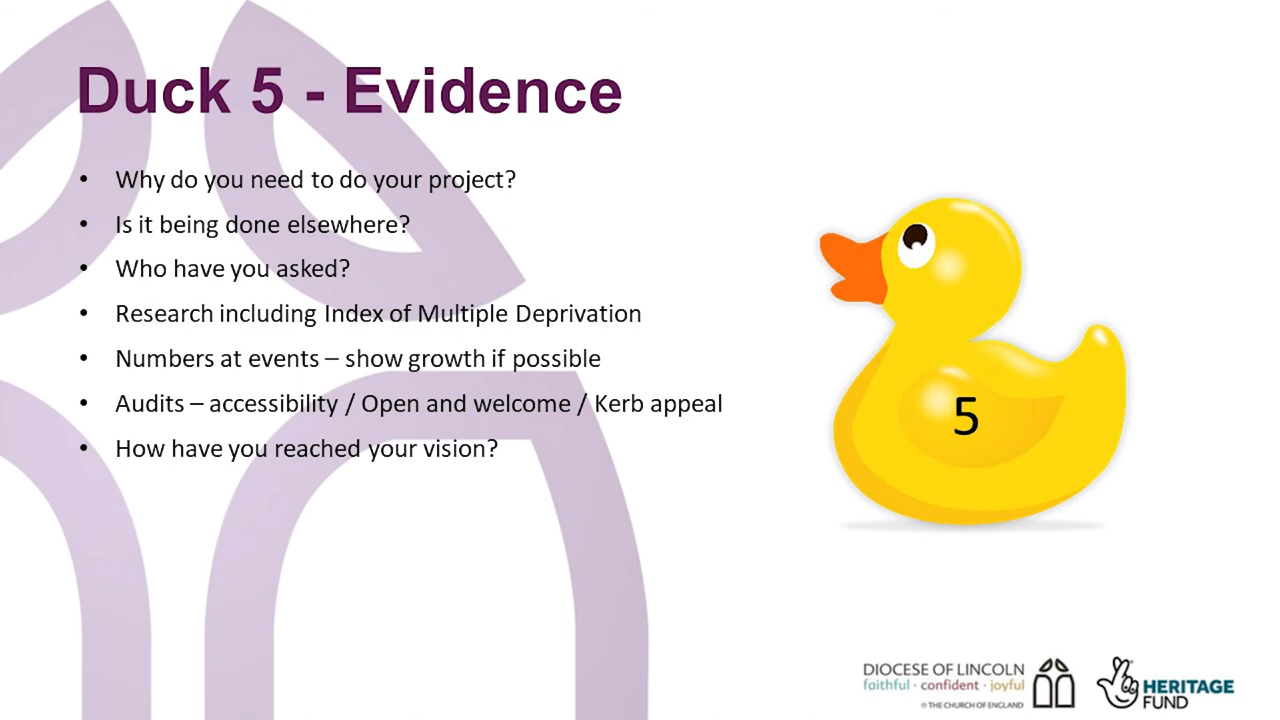 Duck 5 - Evidence
• Why do you need to do your project?
• Is it being done elsewhere?
• Who have you asked?
• Research including Index of Multiple Deprivation
• Numbers at events – show growth if possible
• Audits – accessibility / Open and welcome / Kerb appeal
• How have you reached your vision?
5
DIOCESE OF LINCOLN
faithful · confident · joyful
© THE CHURCH OF ENGLAND
HERITAGE
FUND